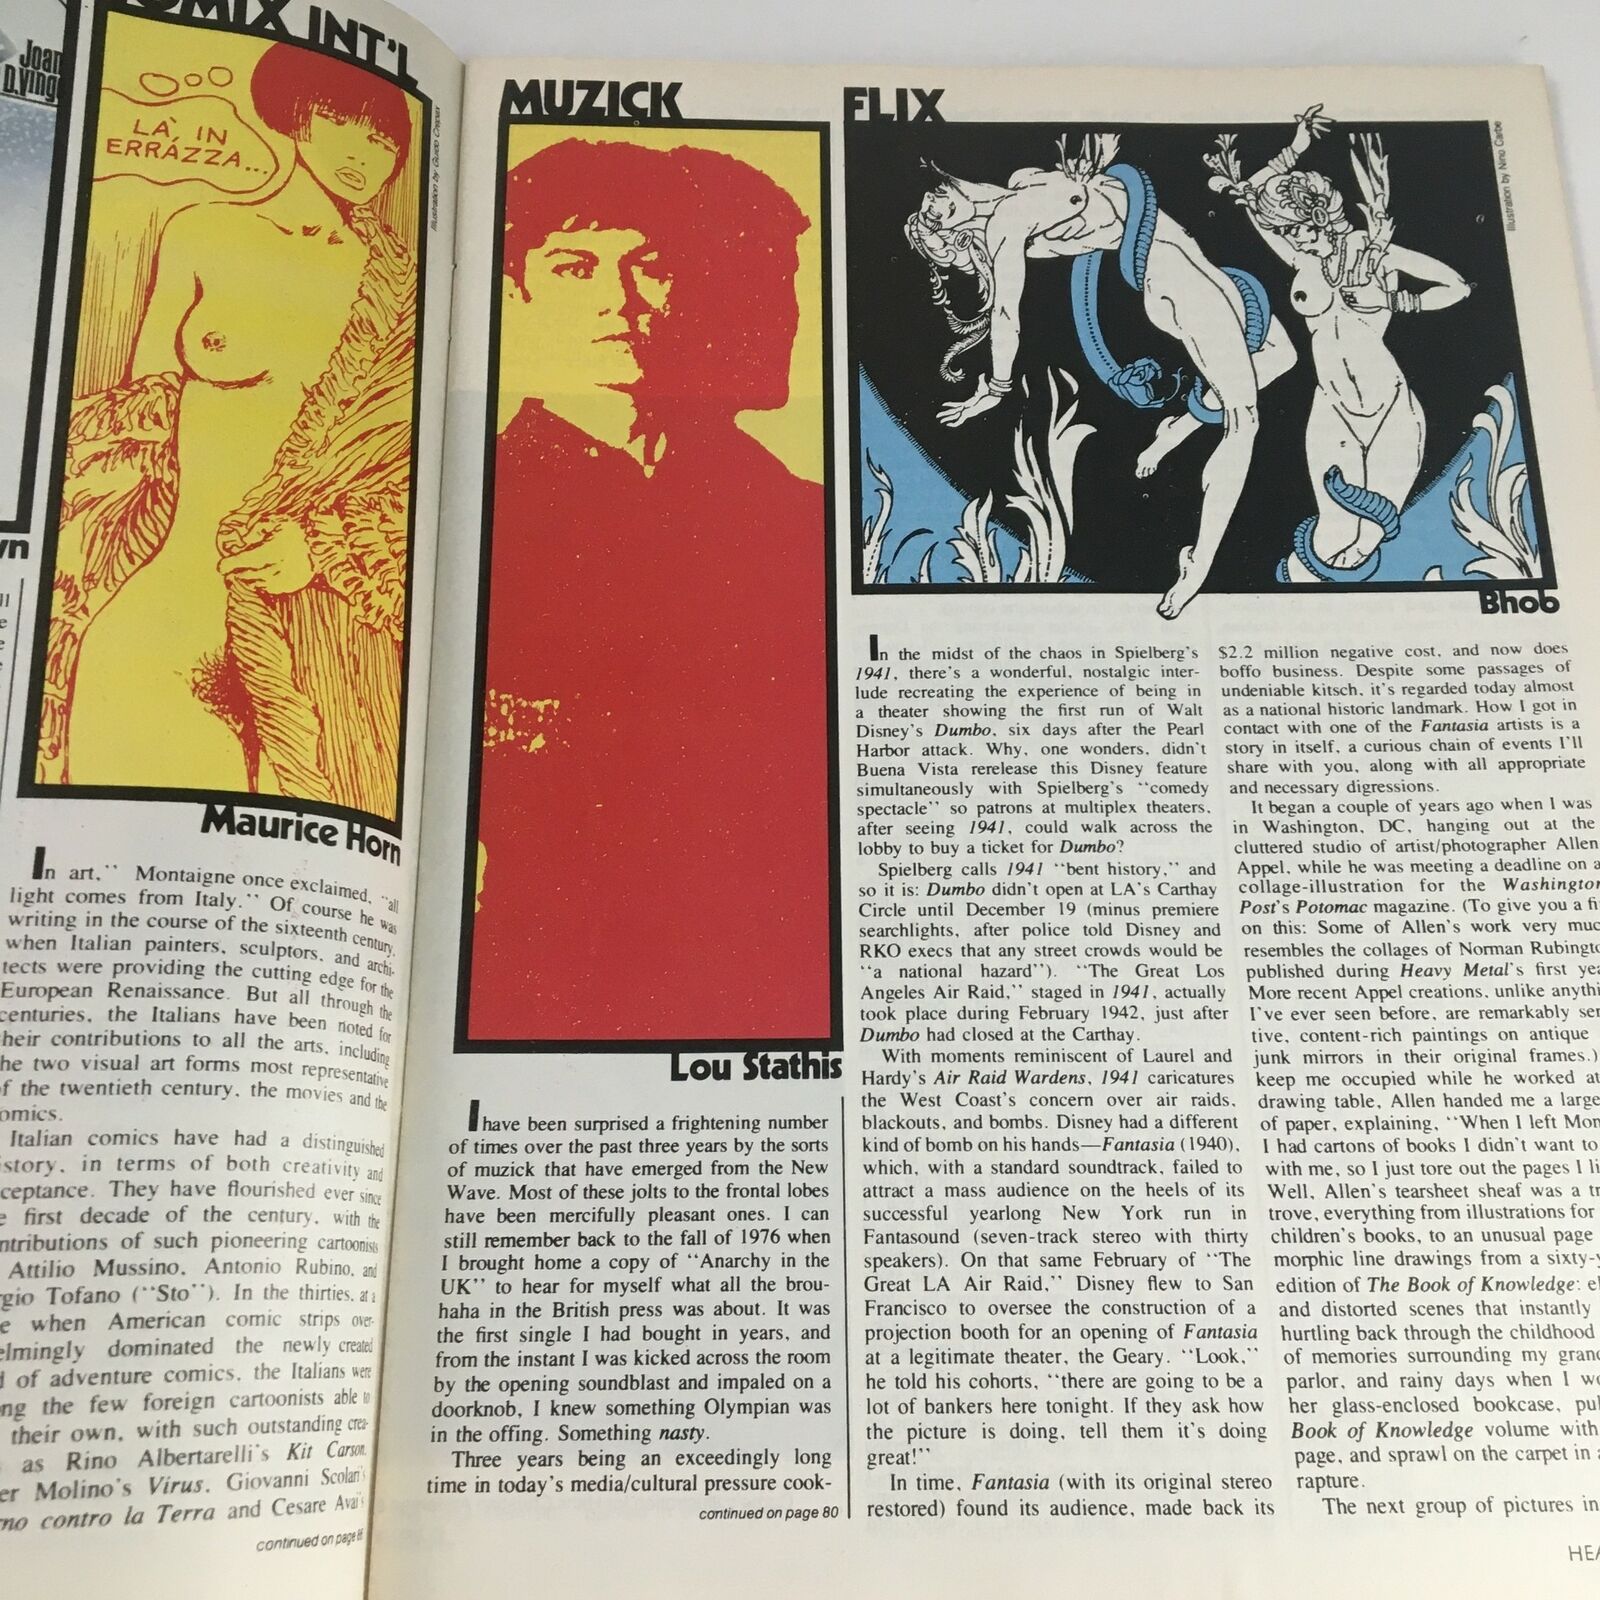 Joan
D. Ving
OMIX INT'L
LÀ, IN
ERRÁZZA...
Illustration by Guido Crepax
Maurice Horn
In art," Montaigne once exclaimed, "all
light comes from Italy." Of course he was
writing in the course of the sixteenth century,
when Italian painters, sculptors, and archi-
tects were providing the cutting edge for the
European Renaissance. But all through the
centuries, the Italians have been noted for
heir contributions to all the arts, including
he two visual art forms most representative
f the twentieth century, the movies and the
omics.
Italian comics have had a distinguished
istory, in terms of both creativity and
ceptance. They have flourished ever since
e first decade of the century, with the
ntributions of such pioneering cartoonists
Attilio Mussino, Antonio Rubino, and
rgio Tofano ("Sto"). In the thirties, at a
e when American comic strips over-
elmingly dominated the newly created
d of adventure comics, the Italians were
ng the few foreign cartoonists able to
their own, with such outstanding crea-
s as Rino Albertarelli's Kit Carson,
er Molino's Virus, Giovanni Scolari's
rno contro la Terra and Cesare Avai's
continued on page 86
MUZICK
Lou Stathis
I have been surprised a frightening number
of times over the past three years by the sorts
of muzick that have emerged from the New
Wave. Most of these jolts to the frontal lobes
have been mercifully pleasant ones. I can
still remember back to the fall of 1976 when
I brought home a copy of "Anarchy in the
UK" to hear for myself what all the brou-
haha in the British press was about. It was
the first single I had bought in years, and
from the instant I was kicked across the room
by the opening soundblast and impaled on a
doorknob, I knew something Olympian was
in the offing. Something nasty.
Three years being an exceedingly long
time in today's media/cultural pressure cook-
continued on page 80
FLIX
Illustration by Nino Carbe
Bhob
In the midst of the chaos in Spielberg's
1941, there's a wonderful, nostalgic inter-
lude recreating the experience of being in
a theater showing the first run of Walt
Disney's Dumbo, six days after the Pearl
Harbor attack. Why, one wonders, didn't
Buena Vista rerelease this Disney feature
simultaneously with Spielberg's "comedy
spectacle" so patrons at multiplex theaters,
after seeing 1941, could walk across the
lobby to buy a ticket for Dumbo?
Spielberg calls 1941 "bent history," and
so it is: Dumbo didn't open at LA's Carthay
Circle until December 19 (minus premiere
searchlights, after police told Disney and
RKO execs that any street crowds would be
"a national hazard"). "The Great Los
Angeles Air Raid," staged in 1941, actually
took place during February 1942, just after
Dumbo had closed at the Carthay.
With moments reminiscent of Laurel and
Hardy's Air Raid Wardens, 1941 caricatures
the West Coast's concern over air raids,
blackouts, and bombs. Disney had a different
kind of bomb on his hands—Fantasia (1940),
which, with a standard soundtrack, failed to
attract a mass audience on the heels of its
successful yearlong New York run in
Fantasound (seven-track stereo with thirty
speakers). On that same February of "The
Great LA Air Raid," Disney flew to San
Francisco to oversee the construction of a
projection booth for an opening of Fantasia
at a legitimate theater, the Geary. "Look,"
he told his cohorts, "there are going to be a
lot of bankers here tonight. If they ask how
the picture is doing, tell them it's doing
great!"
In time, Fantasia (with its original stereo
restored) found its audience, made back its
$2.2 million negative cost, and now does
boffo business. Despite some passages of
undeniable kitsch, it's regarded today almost
as a national historic landmark. How I got in
contact with one of the Fantasia artists is a
story in itself, a curious chain of events I'll
share with you, along with all appropriate
and necessary digressions.
It began a couple of years ago when I was
in Washington, DC, hanging out at the
cluttered studio of artist/photographer Allen
Appel, while he was meeting a deadline on a
collage-illustration for the Washington
Post's Potomac magazine. (To give you a fi
on this: Some of Allen's work very muc
resembles the collages of Norman Rubingto
published during Heavy Metal's first yea
More recent Appel creations, unlike anythi
I've ever seen before, are remarkably sen
tive, content-rich paintings on antique
junk mirrors in their original frames.)
keep me occupied while he worked at
drawing table, Allen handed me a large
of paper, explaining, "When I left Mon
I had cartons of books I didn't want to
with me, so I just tore out the pages I li
Well, Allen's tearsheet sheaf was a tr
trove, everything from illustrations for
children's books, to an unusual page
morphic line drawings from a sixty-y
edition of The Book of Knowledge: el
and distorted scenes that instantly
hurtling back through the childhood
of memories surrounding my gran
parlor, and rainy days when I wo
her glass-enclosed bookcase, pul
Book of Knowledge volume with
page, and sprawl on the carpet in a
rapture.
The next group of pictures in
HEA